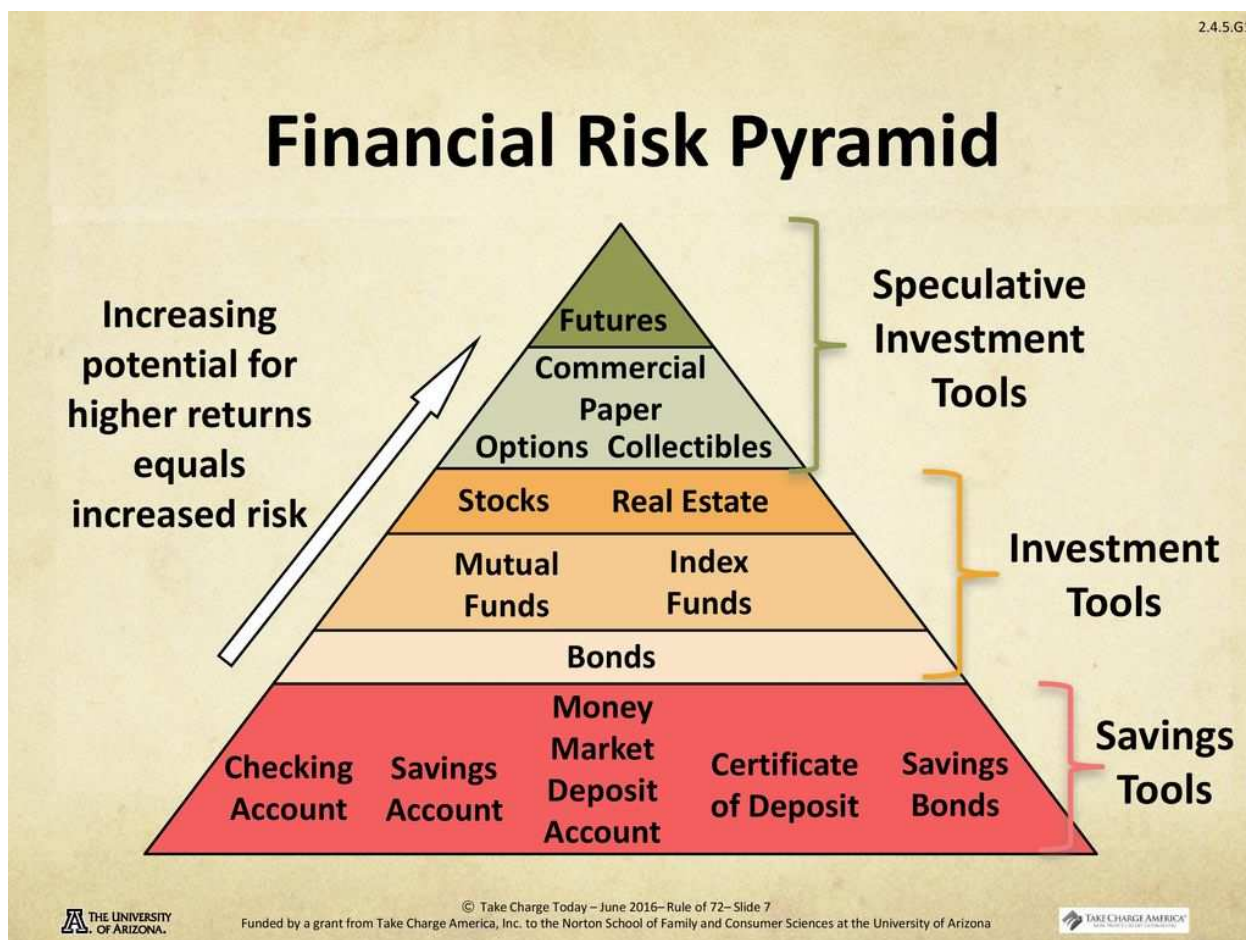 2.4.5.G1
Financial Risk Pyramid
Increasing
potential for
higher returns
equals
increased risk
Futures
Commercial
Paper
Options Collectibles
Stocks Real Estate
Mutual
Funds
Index
Funds
Bonds
Money
Market
Deposit
Account
Checking
Account
Savings
Account
Certificate
of Deposit
Savings
Bonds
Speculative
Investment
Tools
Investment
Tools
Savings
Tools
THE UNIVERSITY
OF ARIZONA.
© Take Charge Today – June 2016– Rule of 72– Slide 7
Funded by a grant from Take Charge America, Inc. to the Norton School of Family and Consumer Sciences at the University of Arizona
TAKE CHARGE AMERICA